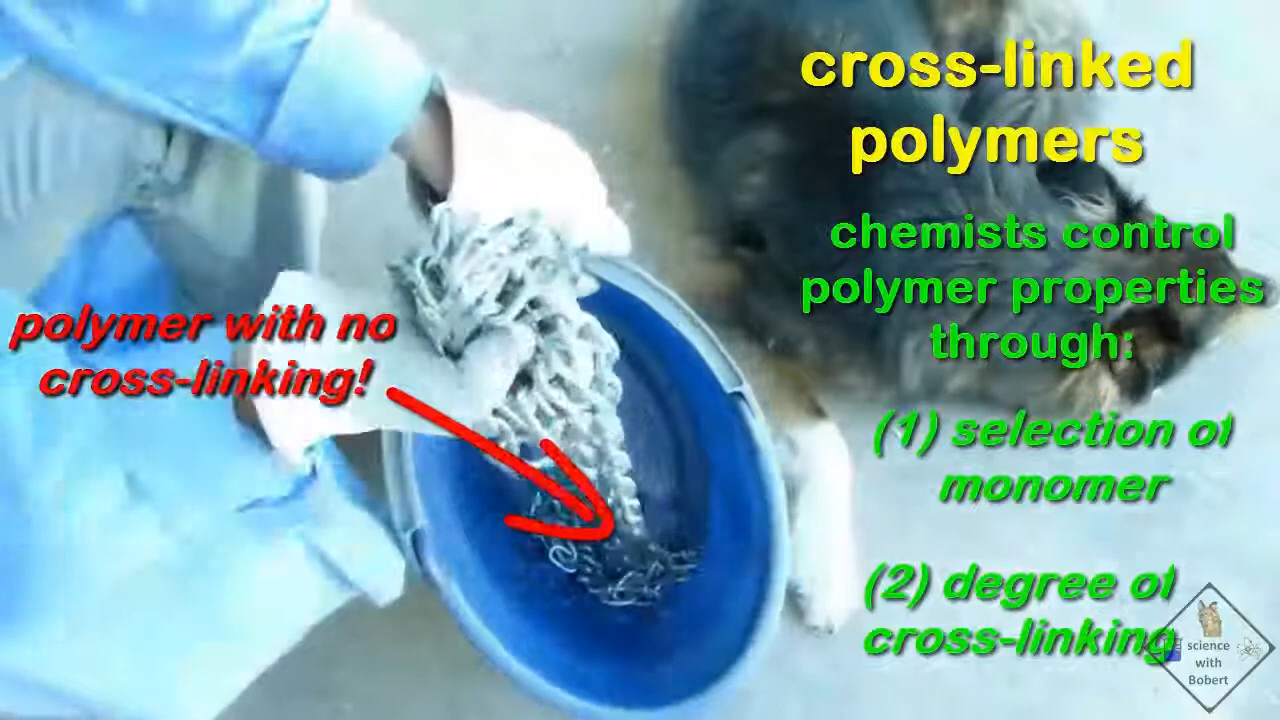 cross-linked
polymers
chemists control
polymer properties
through:
polymer with no
cross-linking!
(1) selection of
monomer
(2) degree of
cross-linking
science
with
Bobert